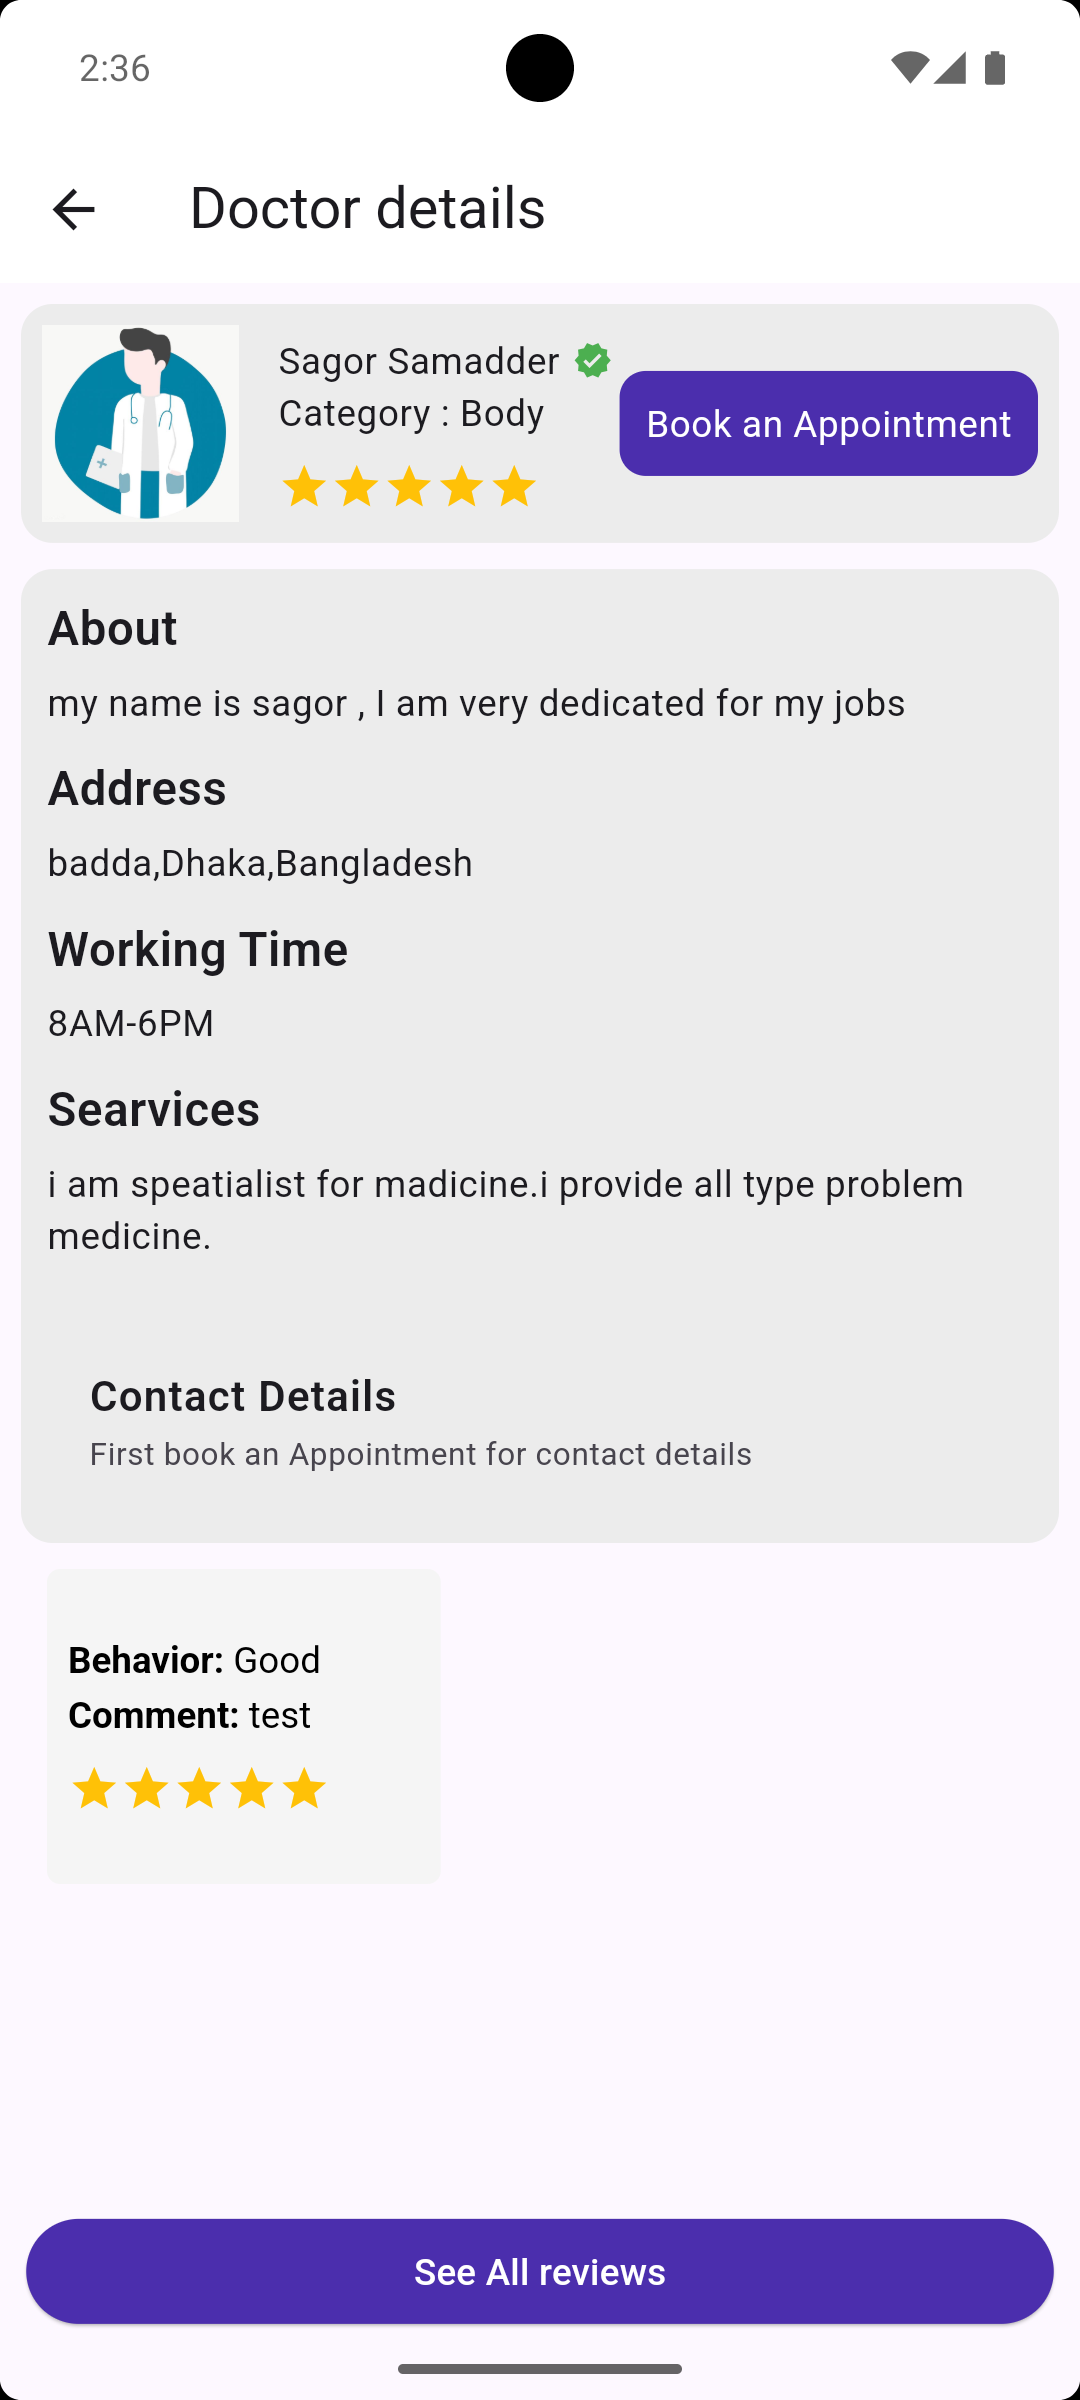 2:36
Doctor details
Sagor Samadder
Category : Body
Book an Appointment
About
my name is sagor , I am very dedicated for my jobs
Address
badda,Dhaka,Bangladesh
Working Time
8AM-6PM
Searvices
i am speatialist for madicine.i provide all type problem
medicine.
Contact Details
First book an Appointment for contact details
Behavior: Good
Comment: test
See All reviews